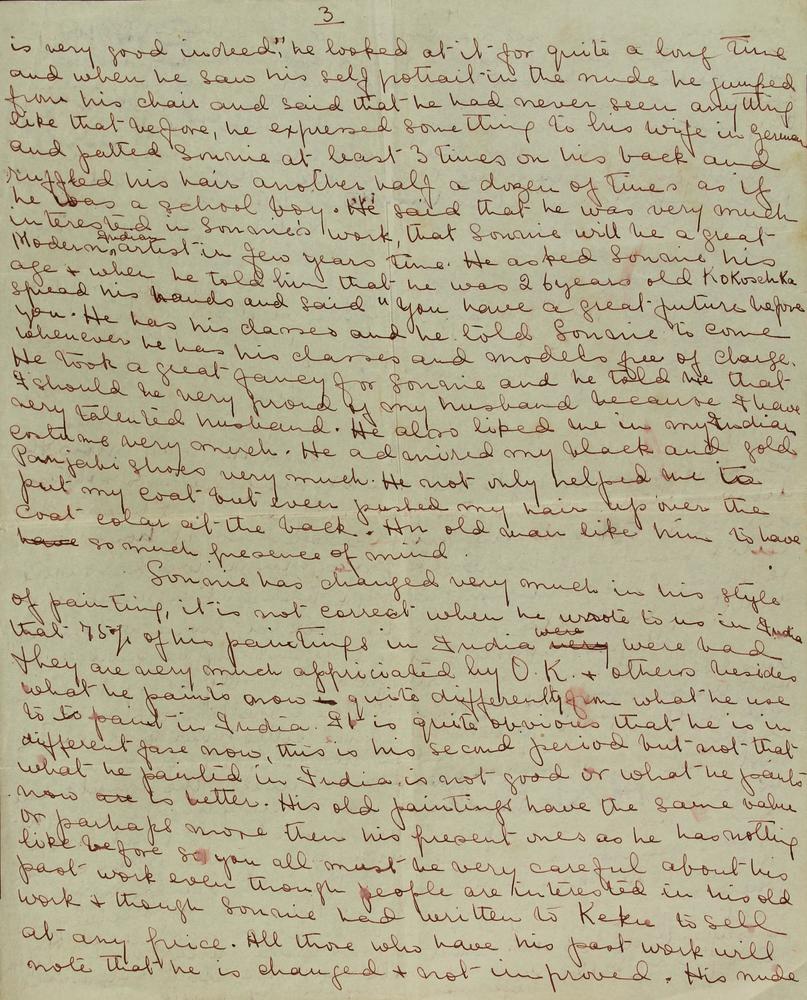 3
is very good indeed", he looked at it for quite a long time
and when he saw his self potrait in the nude he jumped
from his chair and said that he had never seen anything
like that before, he expressed something to his wife in german
and patted Sonnie at least 3 times on his back and
ruffled his hair another half a dozen of times as if
he was a school boy. He said that he was very much
interested in Sonnie's work, that Sonnie will be a great
Modern Indian artist in few years time. He asked Sonnie his
age & when he told him that he was 26 years old Kokoschka
spread his hands and said "You have a great future before
you. He has his classes and he told Sonnie to come
whenever he has his classes and models free of charge.
He took a great fancy for Sonnie and he told me that
I should be very proud of my husband because I have
very talented husband. He also liked me in my Indian
costume very much. He admired my black and gold
Panjabi shoes very much. He not only helped me to
put my coat but even pushed my hair up over the
coat colar at the back. An old man like him to have
have so much presence of mind.
Sonnie has changed very much in his style
of painting, it is not correct when he wrote to us in India
that 75% of his paintings in India were very were bad
they are very much appriciated by O.K. & others besides
what he paints now is quite differently from what he use
to to paint in India. It is quite obvious that he is in
different fase now, this is his second period but not that
what he painted in India is not good or what he paints
now are is better. His old paintings have the same value
or parhaps more then his present ones as he has nothing
like before so you all must be very careful about his
past work even though people are interested in his old
work & though Sonnie had written to Keku to sell
at any price. All those who have his past work will
note that he is changed & not improved. His nude